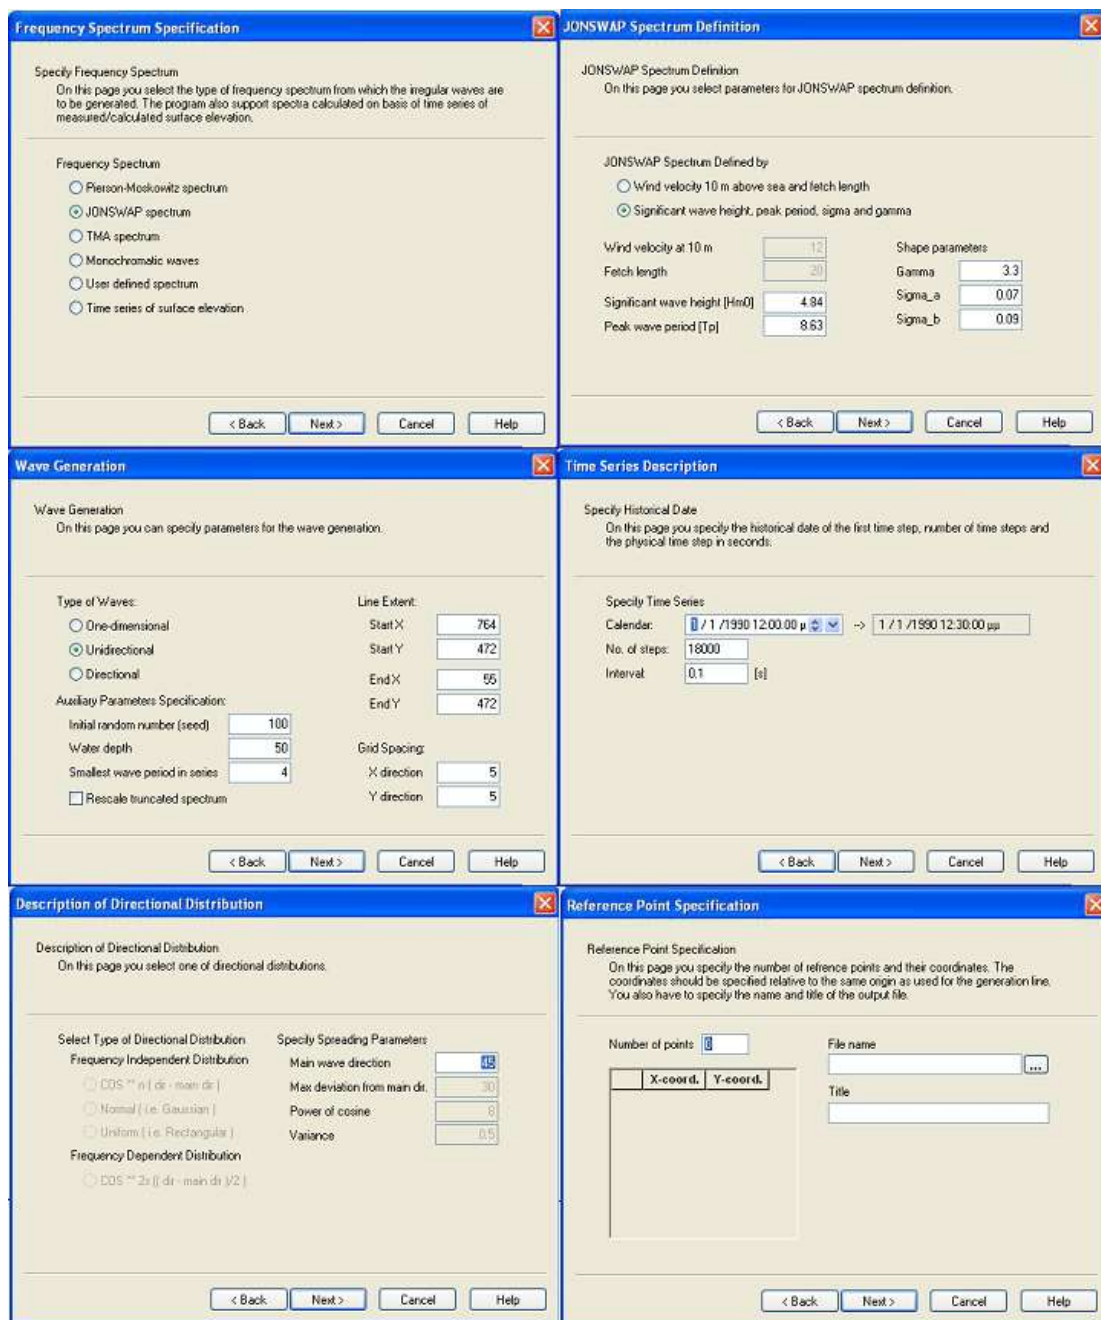 Frequency Spectrum Specification
Specify Frequency Spectrum
On this page you select the type of frequency spectrum from which the irregular waves are
to be generated. The program also support spectra calculated on basis of time series of
measured/calculated surface elevation.
Frequency Spectrum
Pierson-Moskowitz spectrum
JONSWAP spectrum
TMA spectrum
Monochromatic waves
User defined spectrum
Time series of surface elevation
< Back Next > Cancel Help
JONSWAP Spectrum Definition
JONSWAP Spectrum Definition
On this page you select parameters for JONSWAP spectrum definition.
JONSWAP Spectrum Defined by
Wind velocity 10 m above sea and fetch length
Significant wave height, peak period, sigma and gamma
Wind velocity at 10 m 12
Fetch length 20
Significant wave height [Hm0] 4.84
Peak wave period [Tp] 8.63
Shape parameters
Gamma 3.3
Sigma_a 0.07
Sigma_b 0.09
< Back Next > Cancel Help
Wave Generation
Wave Generation
On this page you can specify parameters for the wave generation.
Type of Waves:
One-dimensional
Unidirectional
Directional
Auxiliary Parameters Specification:
Initial random number (seed) 100
Water depth 50
Smallest wave period in series 4
Rescale truncated spectrum
Line Extent:
Start X 764
Start Y 472
End X 55
End Y 472
Grid Spacing:
X direction 5
Y direction 5
< Back Next > Cancel Help
Time Series Description
Specify Historical Date
On this page you specify the historical date of the first time step, number of time steps and
the physical time step in seconds.
Specify Time Series
Calendar: 1 / 1 /1990 12:00:00 μ --> 1 / 1 /1990 12:30:00 μμ
No. of steps: 18000
Interval: 0.1 [s]
< Back Next > Cancel Help
Description of Directional Distribution
Description of Directional Distribution
On this page you select one of directional distributions.
Select Type of Directional Distribution
Frequency Independent Distribution
COS ** n ( dir - main dir )
Normal ( i.e. Gaussian )
Uniform ( i.e. Rectangular )
Frequency Dependent Distribution
COS ** 2s (( dir - main dir )/2 )
Specify Spreading Parameters
Main wave direction 45
Max deviation from main dir. 30
Power of cosine 8
Variance 0.5
< Back Next > Cancel Help
Reference Point Specification
Reference Point Specification
On this page you specify the number of refrence points and their coordinates. The
coordinates should be specified relative to the same origin as used for the generation line.
You also have to specify the name and title of the output file.
Number of points 0
X-coord. Y-coord.
File name
...
Title
< Back Next > Cancel Help